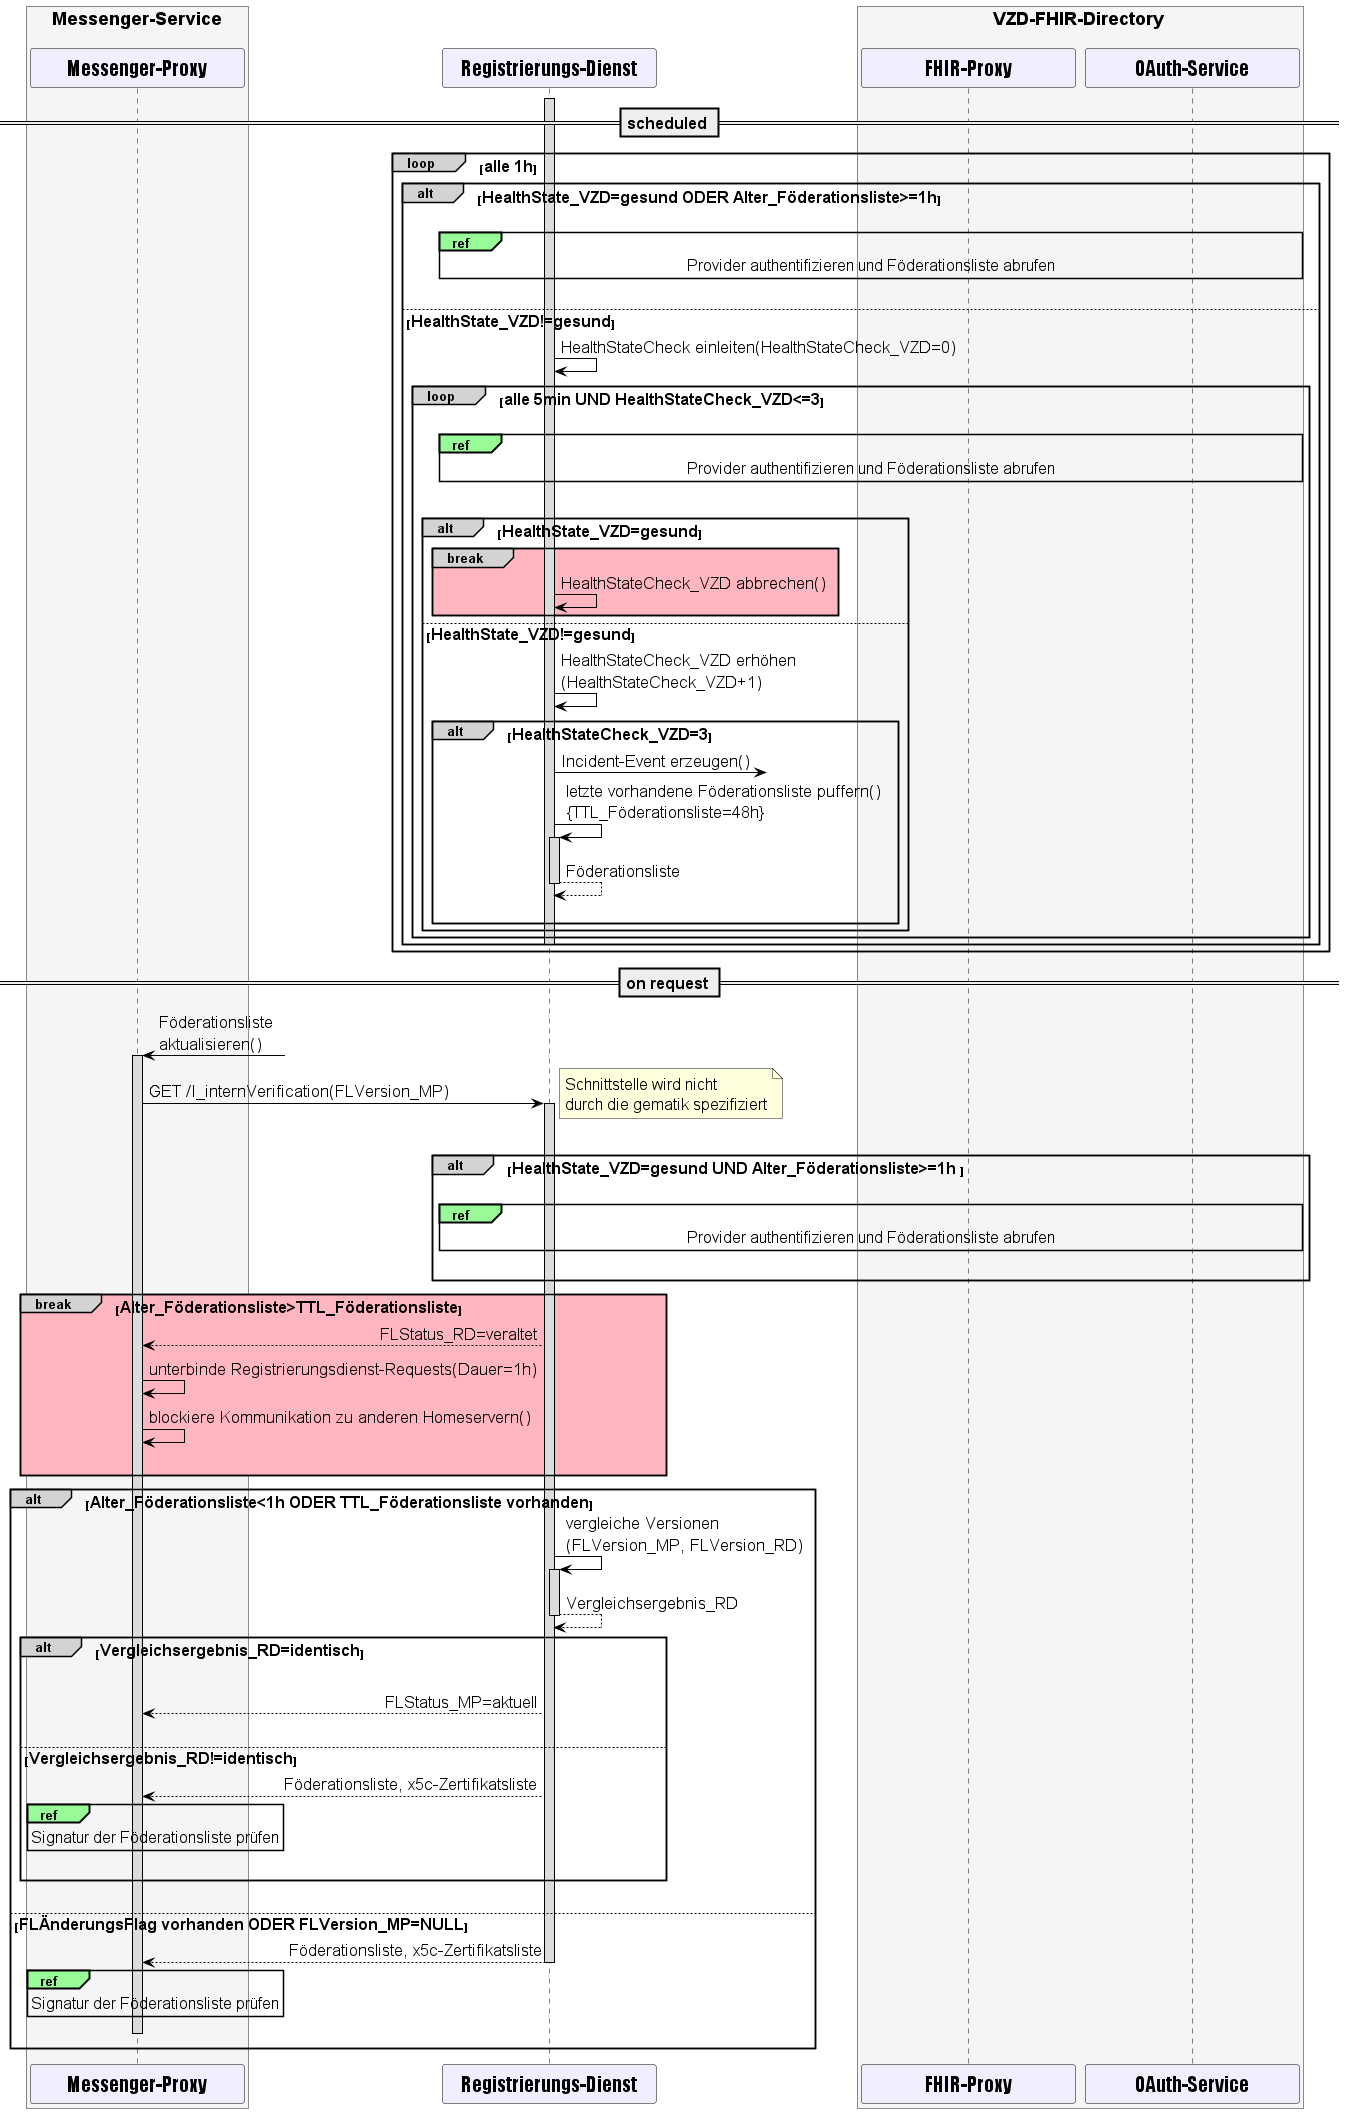 Messenger-Service
VZD-FHIR-Directory
Messenger-Proxy
Registrierungs-Dienst
FHIR-Proxy
OAuth-Service
scheduled
loop
[alle 1h]
alt
[HealthState_VZD=gesund ODER Alter_Föderationsliste>=1h]
ref
Provider authentifizieren und Föderationsliste abrufen
[HealthState_VZD!=gesund]
HealthStateCheck einleiten(HealthStateCheck_VZD=0)
loop
[alle 5min UND HealthStateCheck_VZD<=3]
ref
Provider authentifizieren und Föderationsliste abrufen
alt
[HealthState_VZD=gesund]
break
HealthStateCheck_VZD abbrechen()
[HealthState_VZD!=gesund]
HealthStateCheck_VZD erhöhen
(HealthStateCheck_VZD+1)
alt
[HealthStateCheck_VZD=3]
Incident-Event erzeugen()
letzte vorhandene Föderationsliste puffern()
{TTL_Föderationsliste=48h}
Föderationsliste
on request
Föderationsliste
aktualisieren()
GET /I_internVerification(FLVersion_MP)
Schnittstelle wird nicht
durch die gematik spezifiziert
alt
[HealthState_VZD=gesund UND Alter_Föderationsliste>=1h ]
ref
Provider authentifizieren und Föderationsliste abrufen
break
[Alter_Föderationsliste>TTL_Föderationsliste]
FLStatus_RD=veraltet
unterbinde Registrierungsdienst-Requests(Dauer=1h)
blockiere Kommunikation zu anderen Homeservern()
alt
[Alter_Föderationsliste<1h ODER TTL_Föderationsliste vorhanden]
vergleiche Versionen
(FLVersion_MP, FLVersion_RD)
Vergleichsergebnis_RD
alt
[Vergleichsergebnis_RD=identisch]
FLStatus_MP=aktuell
[Vergleichsergebnis_RD!=identisch]
Föderationsliste, x5c-Zertifikatsliste
ref
Signatur der Föderationsliste prüfen
[FLÄnderungsFlag vorhanden ODER FLVersion_MP=NULL]
Föderationsliste, x5c-Zertifikatsliste
ref
Signatur der Föderationsliste prüfen
Messenger-Proxy
Registrierungs-Dienst
FHIR-Proxy
OAuth-Service